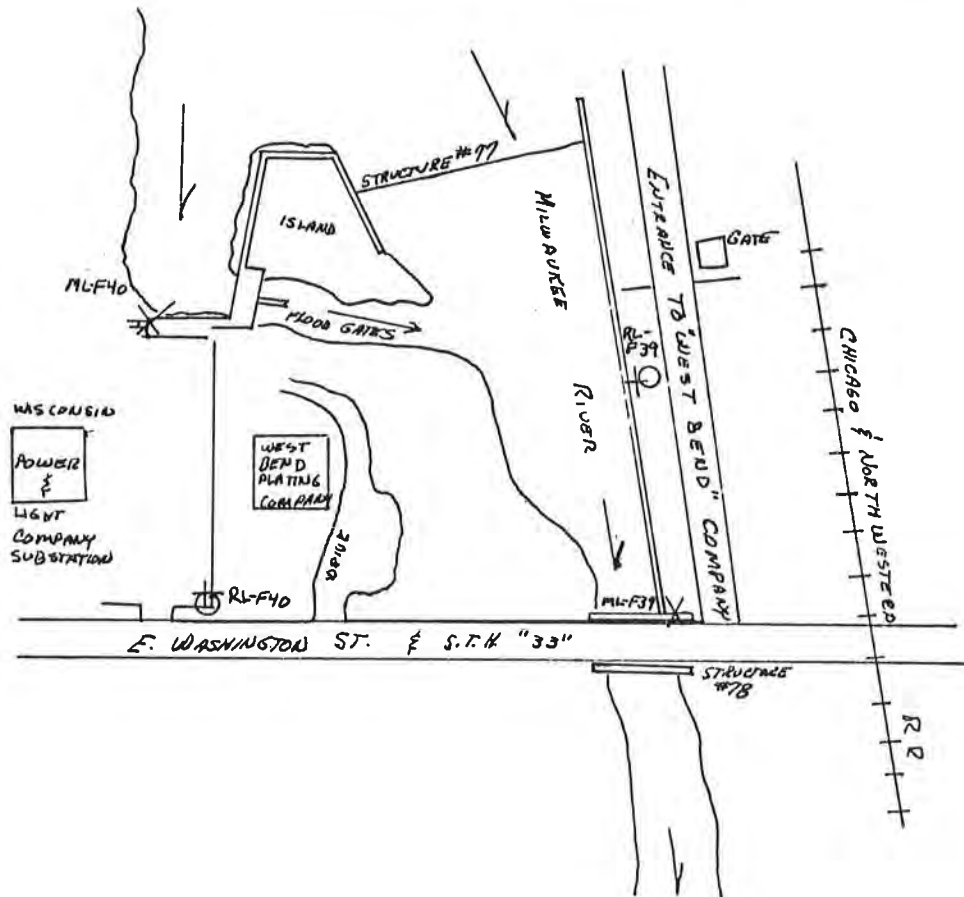 STRUCTURE #77
ISLAND
MILWAUKEE
RIVER
ENTRANCE TO "WEST BEND" COMPANY
GATE
ML-F40
FLOOD GATES
RL-
F39
CHICAGO & NORTHWESTERN
RR
WISCONSIN
POWER
&
LIGHT
COMPANY
SUBSTATION
WEST
BEND
PLATING
COMPANY
RL-F40
ML-F39
E. WASHINGTON ST. & S.T.H. "33"
STRUCTURE
#78